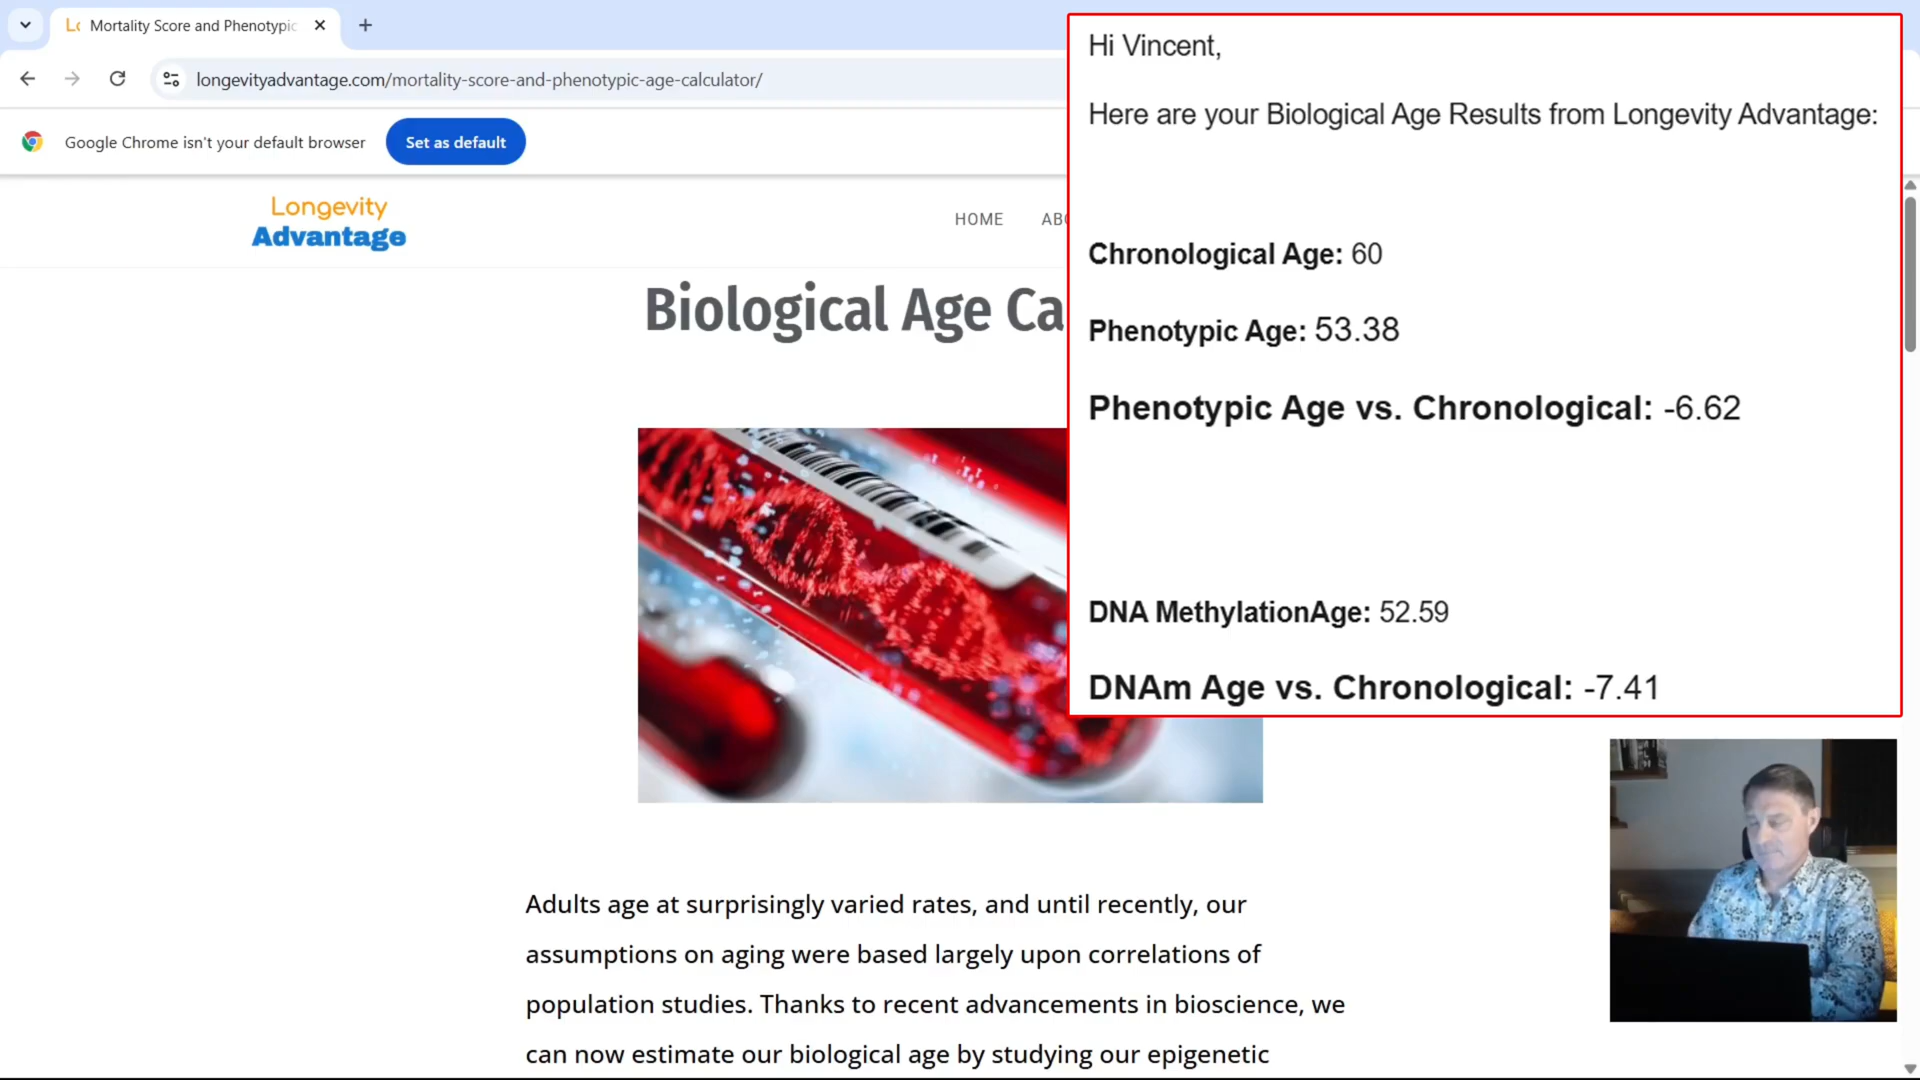 Mortality Score and Phenotypic
longevityadvantage.com/mortality-score-and-phenotypic-age-calculator/
Google Chrome isn't your default browser
Set as default
Longevity
Advantage
HOME
ABO
Biological Age Ca
Hi Vincent,
Here are your Biological Age Results from Longevity Advantage:
Chronological Age: 60
Phenotypic Age: 53.38
Phenotypic Age vs. Chronological: -6.62
DNA MethylationAge: 52.59
DNAm Age vs. Chronological: -7.41
Adults age at surprisingly varied rates, and until recently, our
assumptions on aging were based largely upon correlations of
population studies. Thanks to recent advancements in bioscience, we
can now estimate our biological age by studying our epigenetic